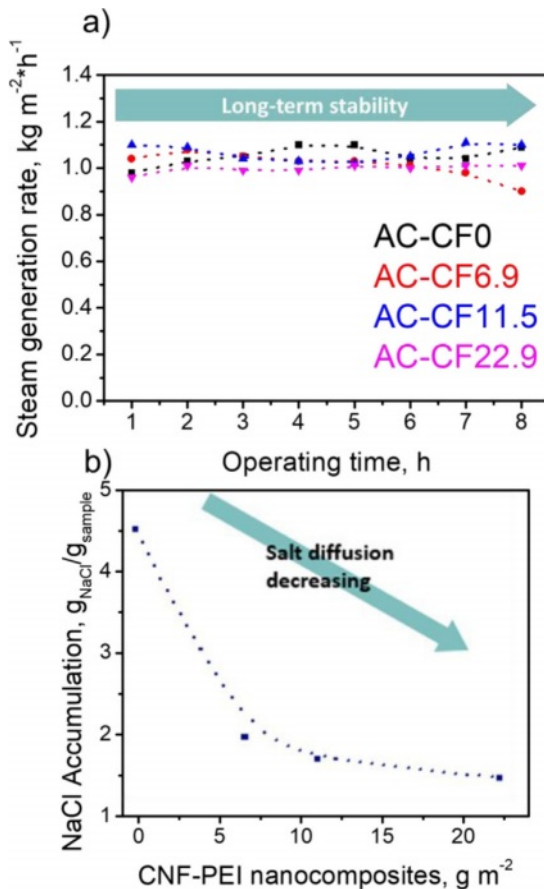 a)
Steam generation rate, kg m⁻²*h⁻¹
1.4
1.2
1.0
0.8
0.6
0.4
0.2
0.0
Long-term stability
AC-CF0
AC-CF6.9
AC-CF11.5
AC-CF22.9
1 2 3 4 5 6 7 8
Operating time, h
b)
NaCl Accumulation, g_NaCl/g_sample
5
4
3
2
1
Salt diffusion
decreasing
0 5 10 15 20
CNF-PEI nanocomposites, g m⁻²